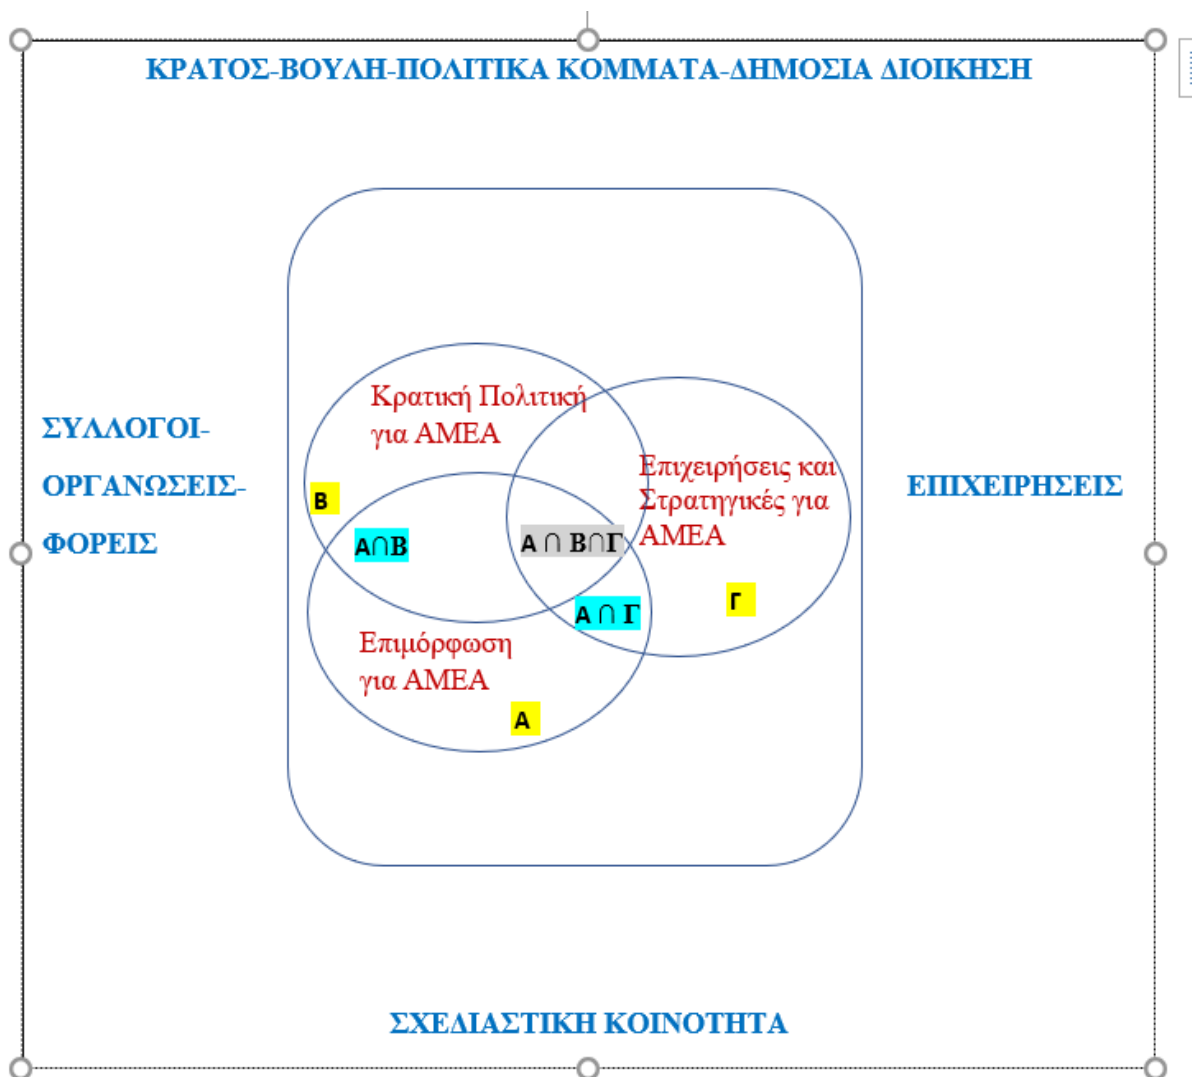 ΚΡΑΤΟΣ-ΒΟΥΛΗ-ΠΟΛΙΤΙΚΑ ΚΟΜΜΑΤΑ-ΔΗΜΟΣΙΑ ΔΙΟΙΚΗΣΗ
Κρατική Πολιτική
για ΑΜΕΑ
ΣΥΛΛΟΓΟΙ-
ΟΡΓΑΝΩΣΕΙΣ-
ΦΟΡΕΙΣ
Επιχειρήσεις και
Στρατηγικές για
ΑΜΕΑ
ΕΠΙΧΕΙΡΗΣΕΙΣ
Β
Α∩Β
Α ∩ Β∩Γ
Γ
Α ∩ Γ
Επιμόρφωση
για ΑΜΕΑ
Α
ΣΧΕΔΙΑΣΤΙΚΗ ΚΟΙΝΟΤΗΤΑ